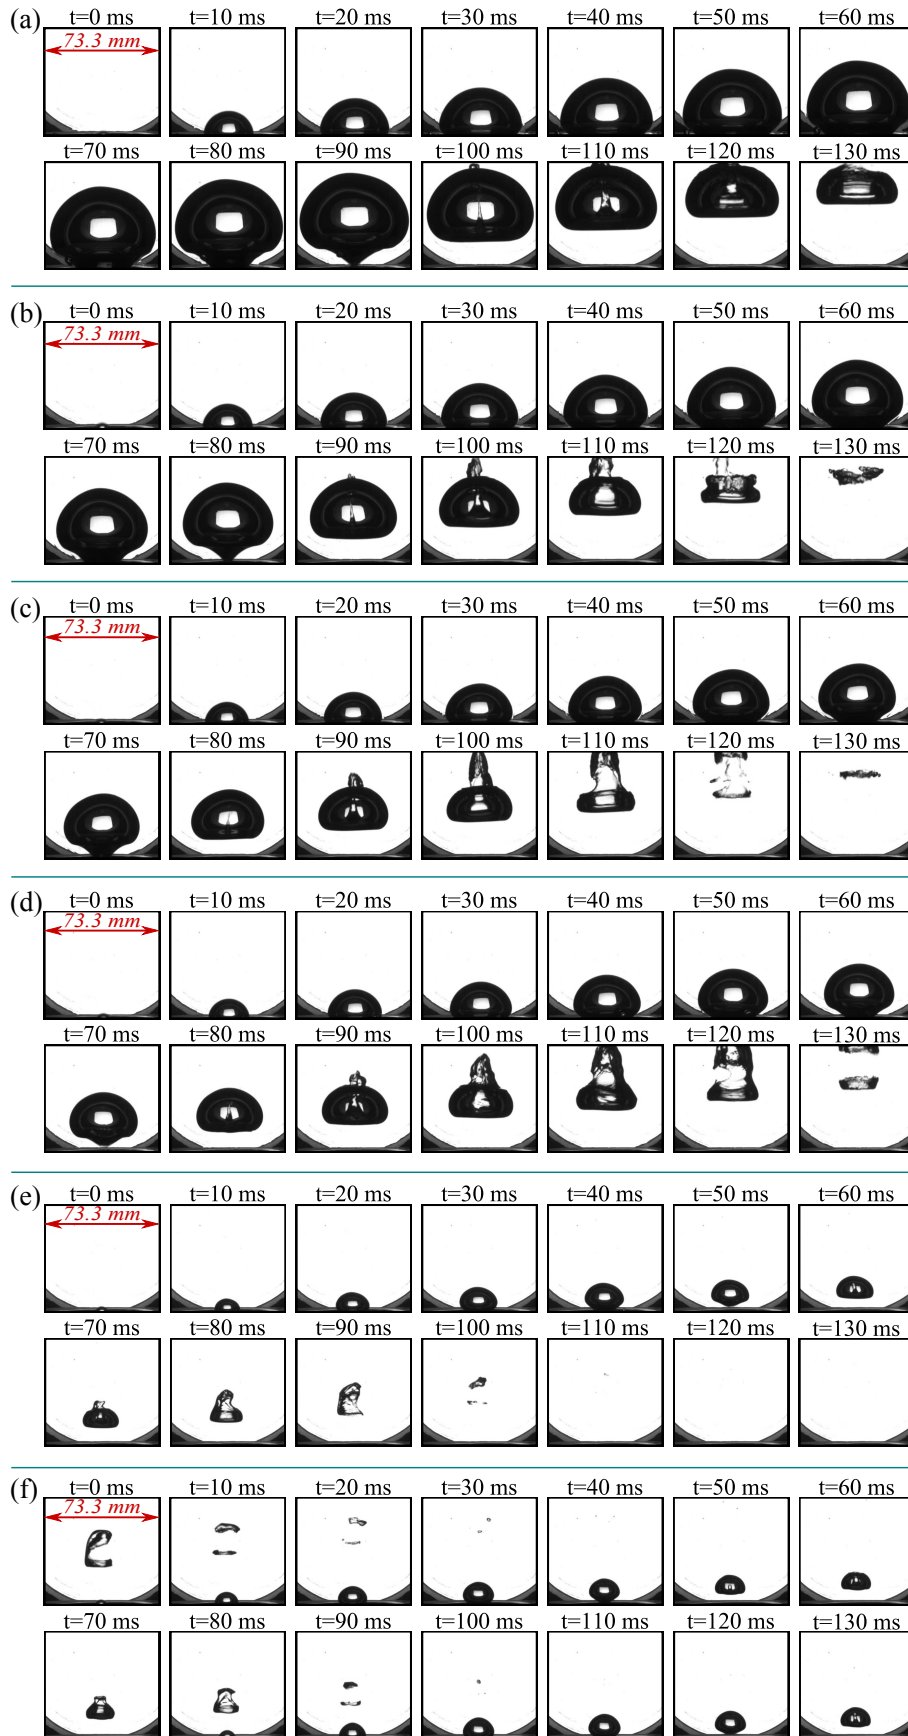 (a) t=0 ms t=10 ms t=20 ms t=30 ms t=40 ms t=50 ms t=60 ms
73.3 mm
t=70 ms t=80 ms t=90 ms t=100 ms t=110 ms t=120 ms t=130 ms
(b) t=0 ms t=10 ms t=20 ms t=30 ms t=40 ms t=50 ms t=60 ms
73.3 mm
t=70 ms t=80 ms t=90 ms t=100 ms t=110 ms t=120 ms t=130 ms
(c) t=0 ms t=10 ms t=20 ms t=30 ms t=40 ms t=50 ms t=60 ms
73.3 mm
t=70 ms t=80 ms t=90 ms t=100 ms t=110 ms t=120 ms t=130 ms
(d) t=0 ms t=10 ms t=20 ms t=30 ms t=40 ms t=50 ms t=60 ms
73.3 mm
t=70 ms t=80 ms t=90 ms t=100 ms t=110 ms t=120 ms t=130 ms
(e) t=0 ms t=10 ms t=20 ms t=30 ms t=40 ms t=50 ms t=60 ms
73.3 mm
t=70 ms t=80 ms t=90 ms t=100 ms t=110 ms t=120 ms t=130 ms
(f) t=0 ms t=10 ms t=20 ms t=30 ms t=40 ms t=50 ms t=60 ms
73.3 mm
t=70 ms t=80 ms t=90 ms t=100 ms t=110 ms t=120 ms t=130 ms